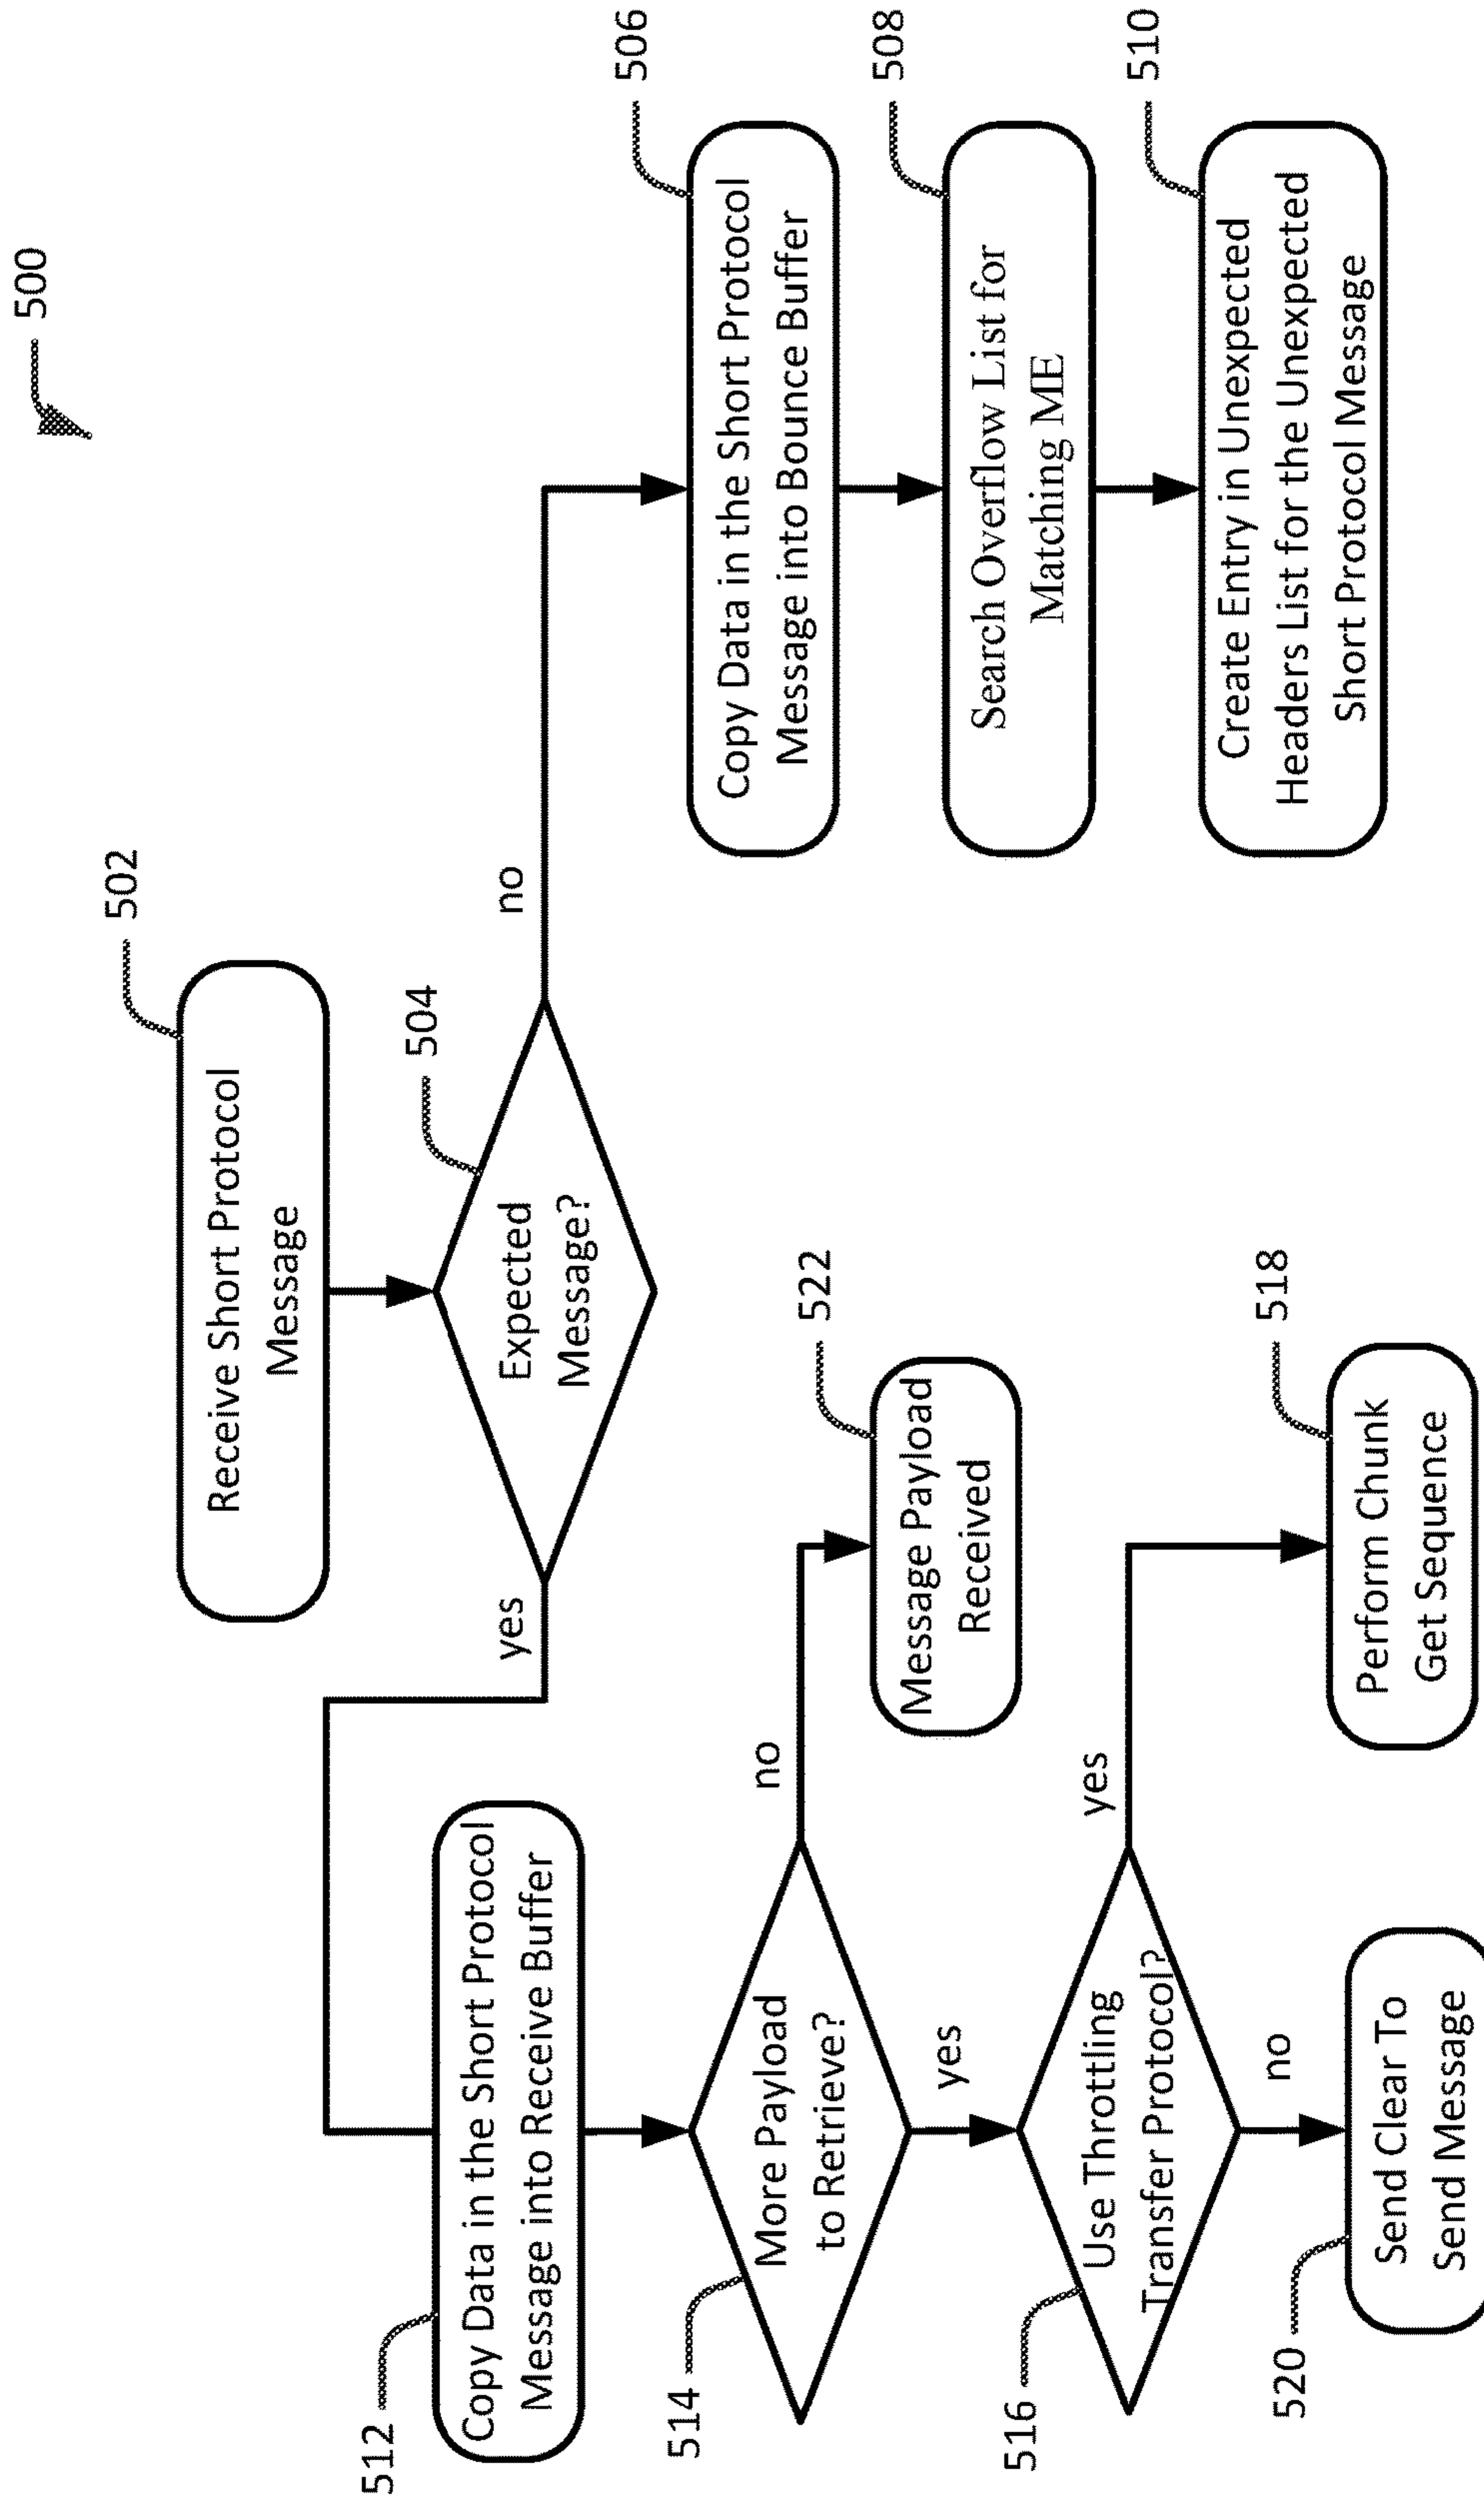 500
502
Receive Short Protocol
Message
504
Expected
Message?
yes
no
506
Copy Data in the Short Protocol
Message into Bounce Buffer
508
Search Overflow List for
Matching ME
510
Create Entry in Unexpected
Headers List for the Unexpected
Short Protocol Message
512
Copy Data in the Short Protocol
Message into Receive Buffer
514
More Payload
to Retrieve?
no
522
Message Payload
Received
yes
516
Use Throttling
Transfer Protocol?
yes
518
Perform Chunk
Get Sequence
no
520
Send Clear To
Send Message